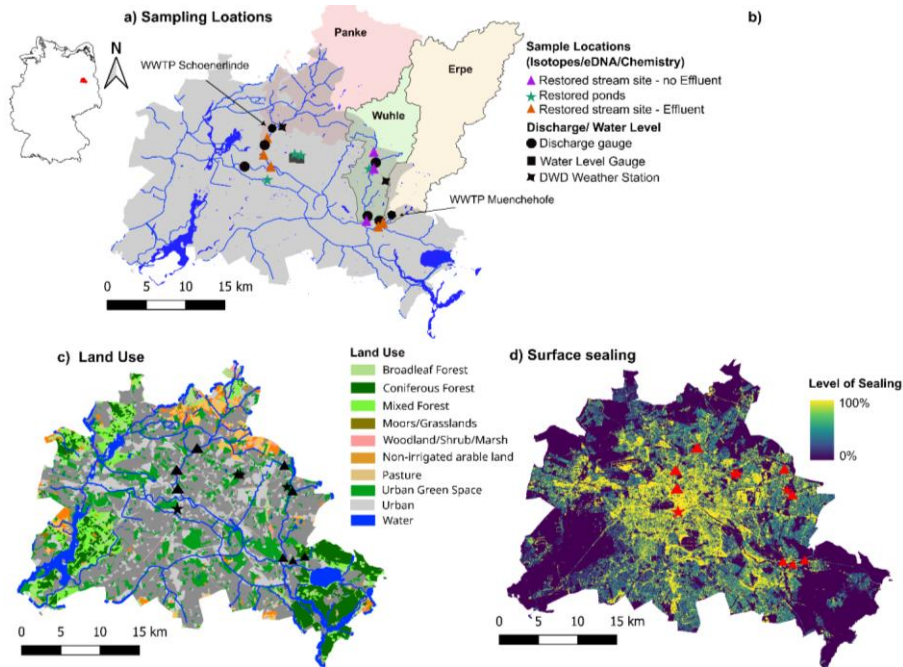 a) Sampling Loations
b)
N
WWTP Schoenerlinde
Panke
Erpe
Wuhle
WWTP Muenchehofe
Sample Locations
(Isotopes/eDNA/Chemistry)
Restored stream site - no Effluent
Restored ponds
Restored stream site - Effluent
Discharge/ Water Level
Discharge gauge
Water Level Gauge
DWD Weather Station
0 5 10 15 km
c) Land Use
Land Use
Broadleaf Forest
Coniferous Forest
Mixed Forest
Moors/Grasslands
Woodland/Shrub/Marsh
Non-irrigated arable land
Pasture
Urban Green Space
Urban
Water
0 5 10 15 km
d) Surface sealing
Level of Sealing
100%
0%
0 5 10 15 km